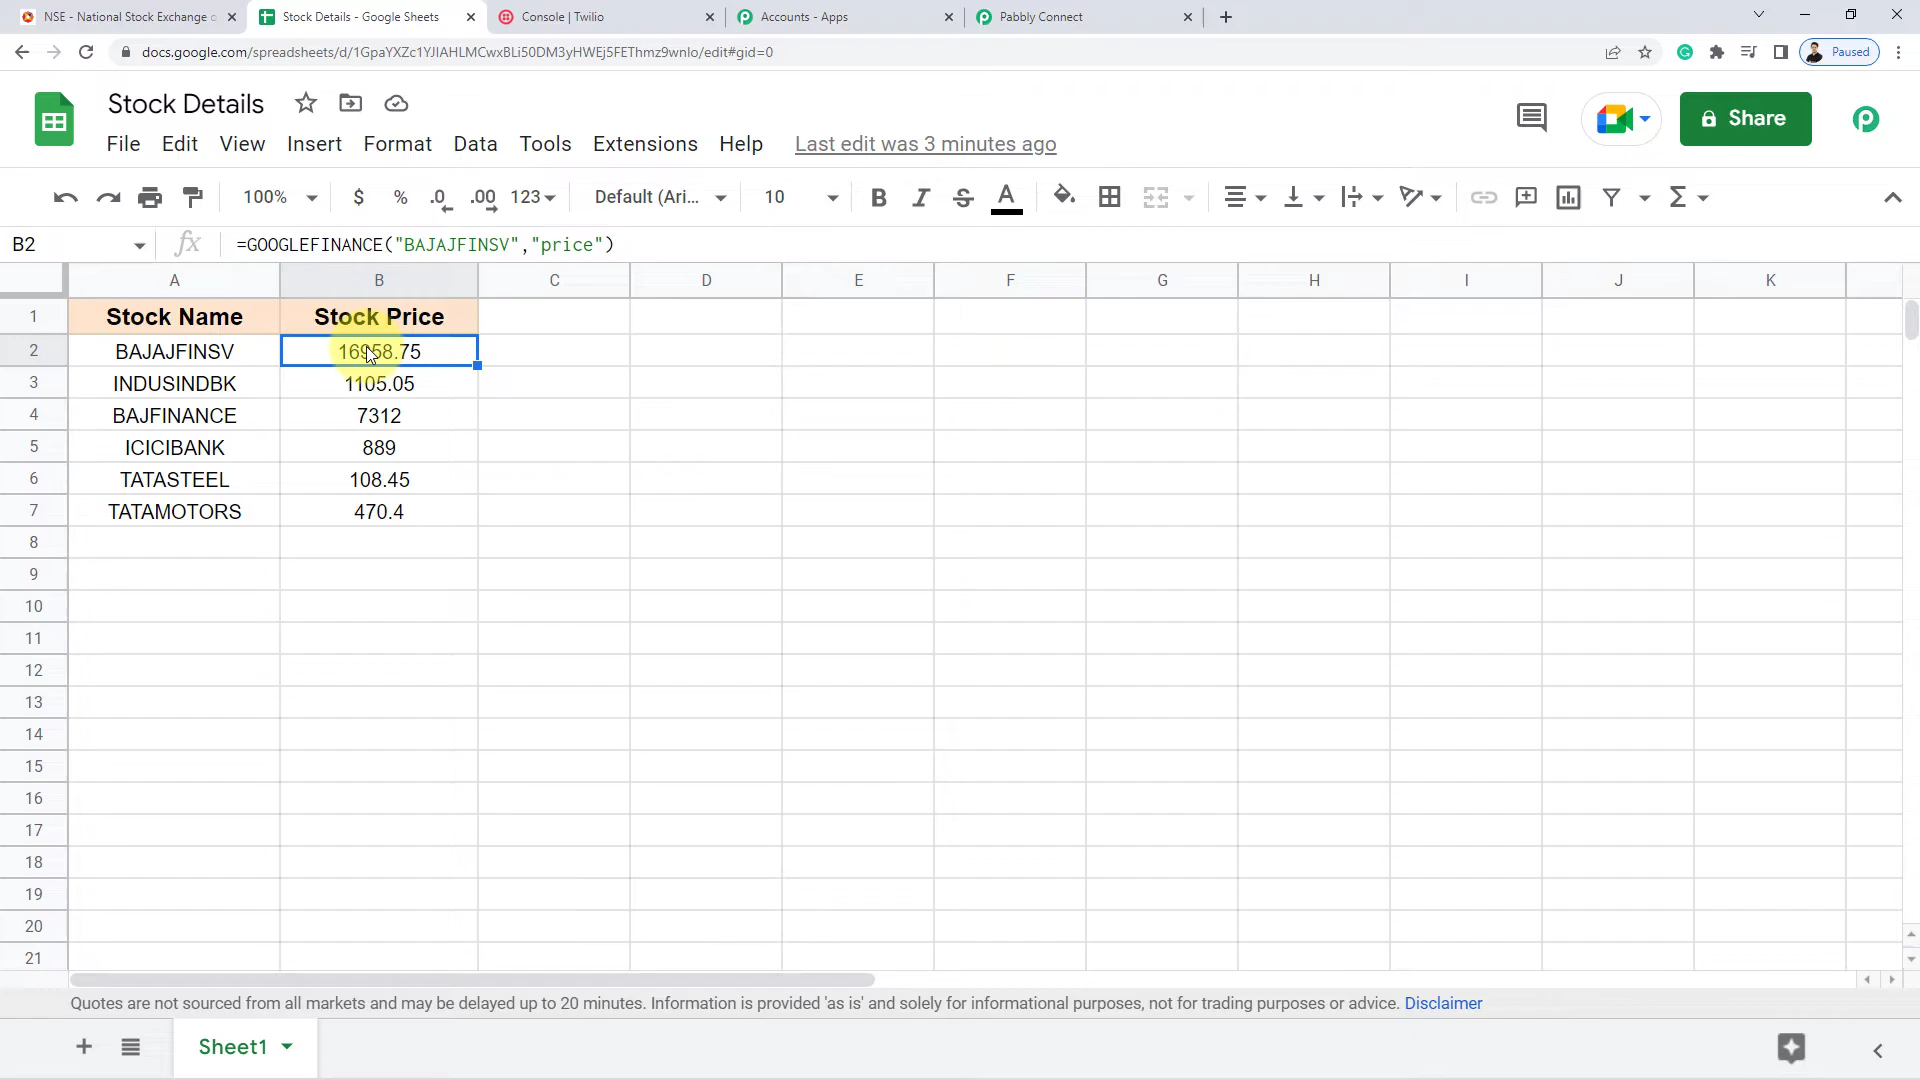 NSE - National Stock Exchange o
Stock Details - Google Sheets
Console | Twilio
Accounts - Apps
Pabbly Connect
docs.google.com/spreadsheets/d/1GpaYXZc1YJIAHLMCwxBLi50DM3yHWEj5FEThmz9wnIo/edit#gid=0
Paused
Stock Details
Share
File Edit View Insert Format Data Tools Extensions Help Last edit was 3 minutes ago
100% $ % .0 .00 123 Default (Ari... 10 B I S A
B2 fx =GOOGLEFINANCE("BAJAJFINSV","price")
A B C D E F G H I J K
1 Stock Name Stock Price
2 BAJAJFINSV 16958.75
3 INDUSINDBK 1105.05
4 BAJFINANCE 7312
5 ICICIBANK 889
6 TATASTEEL 108.45
7 TATAMOTORS 470.4
8
9
10
11
12
13
14
15
16
17
18
19
20
21
Quotes are not sourced from all markets and may be delayed up to 20 minutes. Information is provided 'as is' and solely for informational purposes, not for trading purposes or advice. Disclaimer
Sheet1